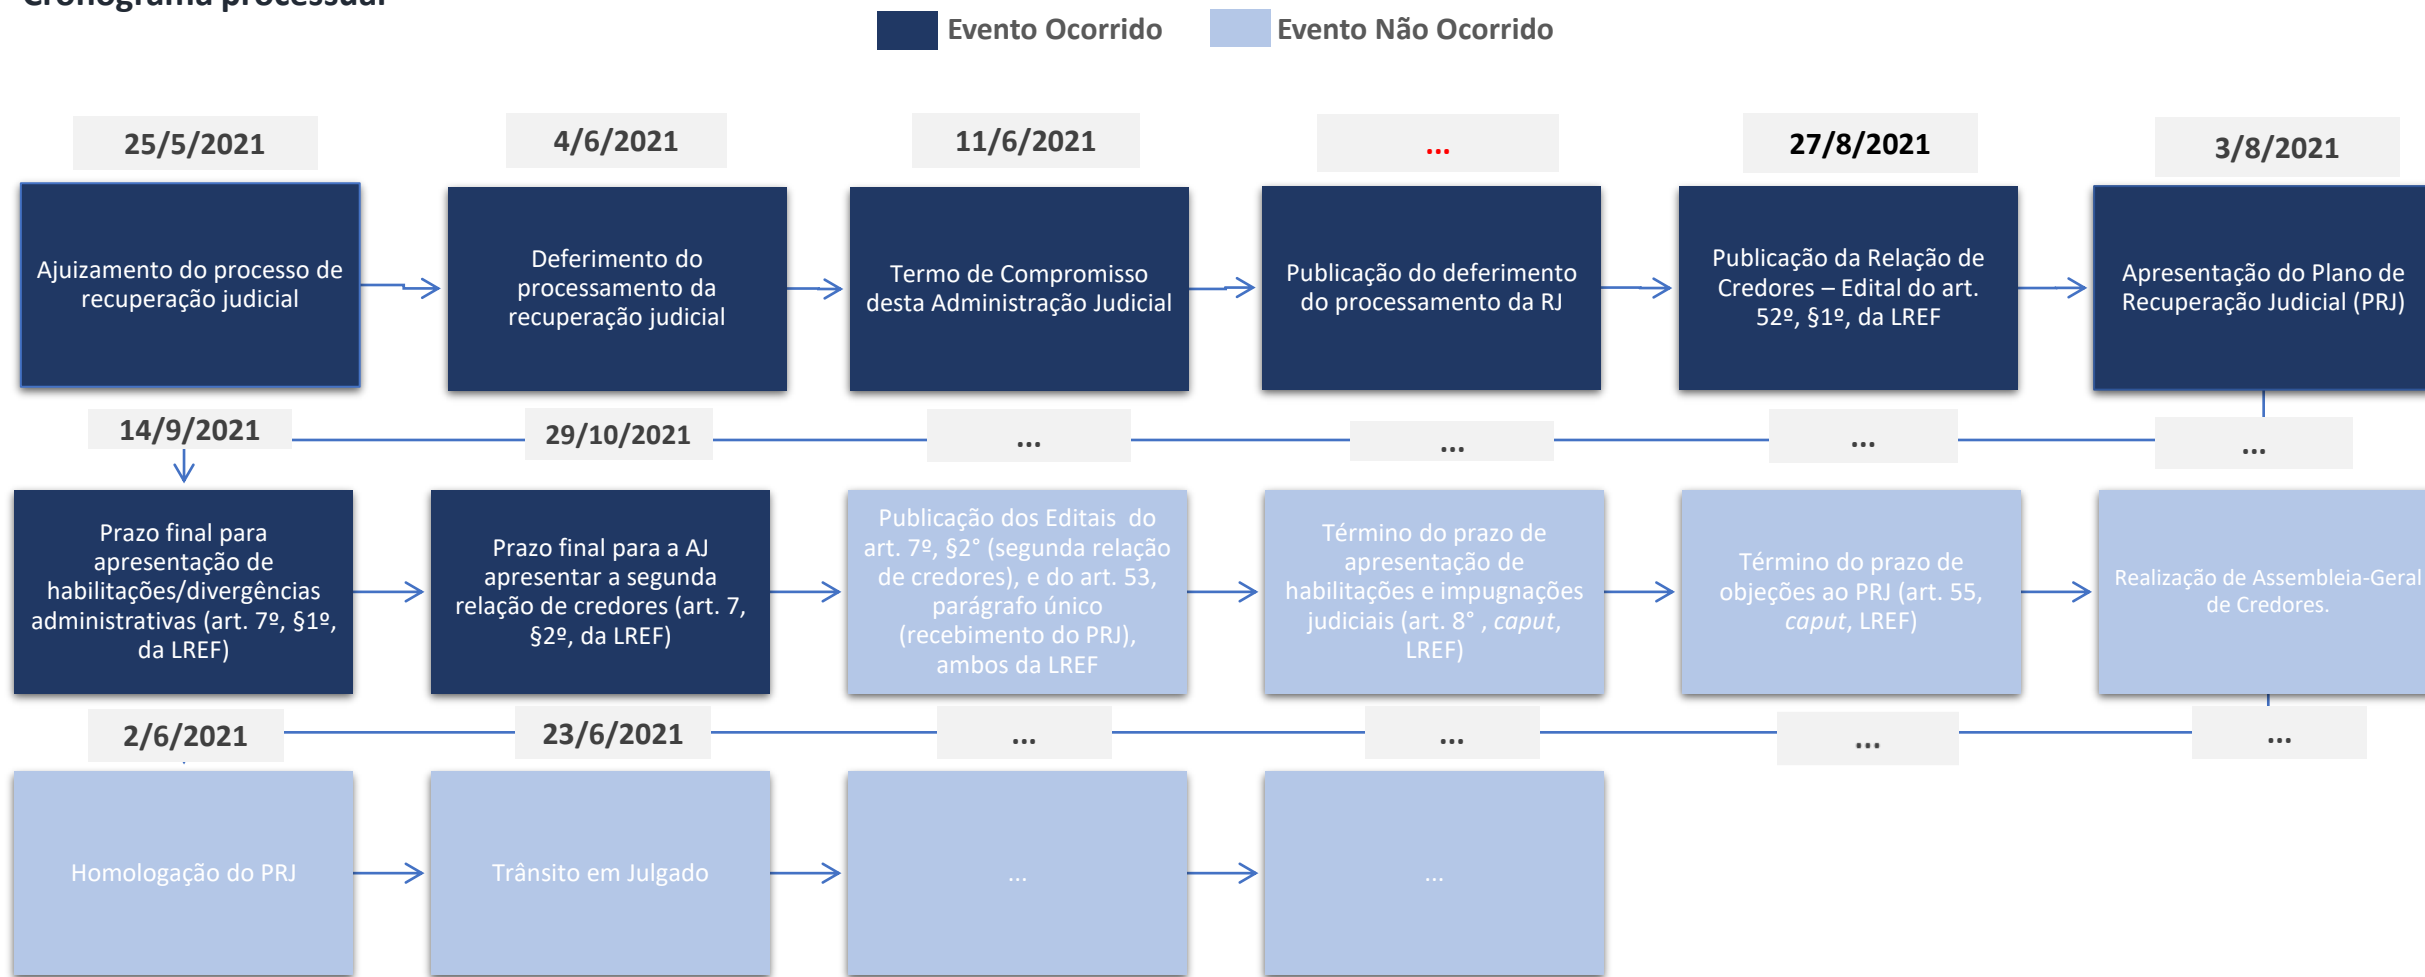 Cronograma processual
Evento Ocorrido
Evento Não Ocorrido
25/5/2021
4/6/2021
11/6/2021
...
27/8/2021
3/8/2021
Ajuizamento do processo de
recuperação judicial
Deferimento do
processamento da
recuperação judicial
Termo de Compromisso
desta Administração Judicial
Publicação do deferimento
do processamento da RJ
Publicação da Relação de
Credores – Edital do art.
52º, §1º, da LREF
Apresentação do Plano de
Recuperação Judicial (PRJ)
14/9/2021
29/10/2021
...
...
...
...
Prazo final para
apresentação de
habilitações/divergências
administrativas (art. 7º, §1º,
da LREF)
Prazo final para a AJ
apresentar a segunda
relação de credores (art. 7,
§2º, da LREF)
Publicação dos Editais do
art. 7º, §2° (segunda relação
de credores), e do art. 53,
parágrafo único
(recebimento do PRJ),
ambos da LREF
Término do prazo de
apresentação de
habilitações e impugnações
judiciais (art. 8° , caput,
LREF)
Término do prazo de
objeções ao PRJ (art. 55,
caput, LREF)
Realização de Assembleia-Geral
de Credores.
2/6/2021
23/6/2021
...
...
...
...
Homologação do PRJ
Trânsito em Julgado
...
...